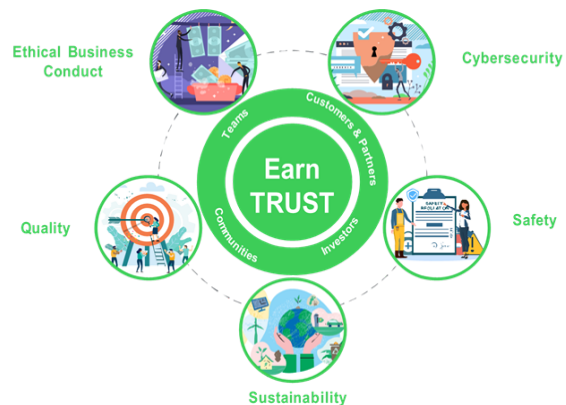 Ethical Business
Conduct
Cybersecurity
Teams
Customers & Partners
Earn
TRUST
Communities
Investors
Quality
Safety
Sustainability